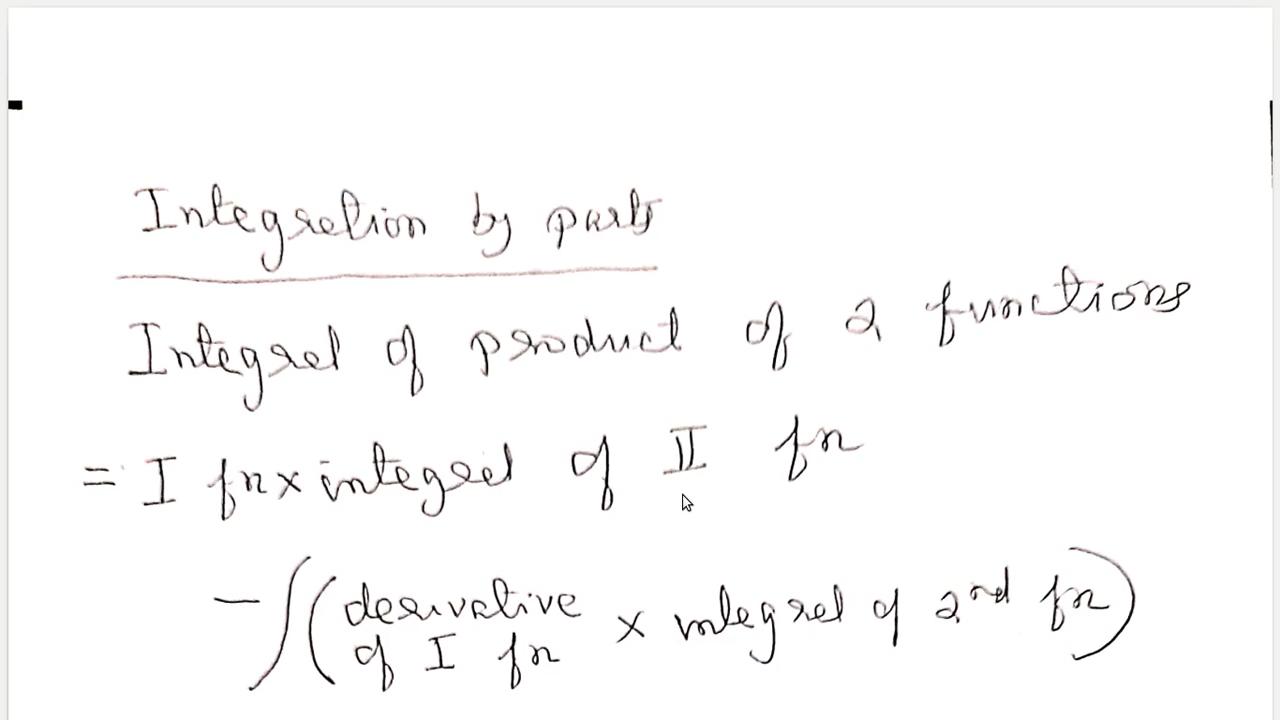 Integration by parts
Integral of product of 2 functions
= I fn x integral of II fn
- ∫ ( derivative of I fn x integral of 2nd fn )